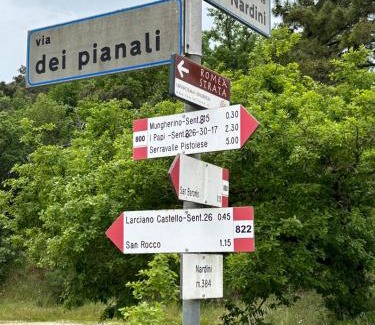 Nardini
via
dei pianali
ROMEA
STRATA
800
Mungherino-Sent.815 0.30
I Papi -Sent.826-30-17 2.30
Serravalle Pistoiese 5.00
San Baronto
Larciano Castello-Sent.26 0.45
822
San Rocco 1.15
Nardini
m.384